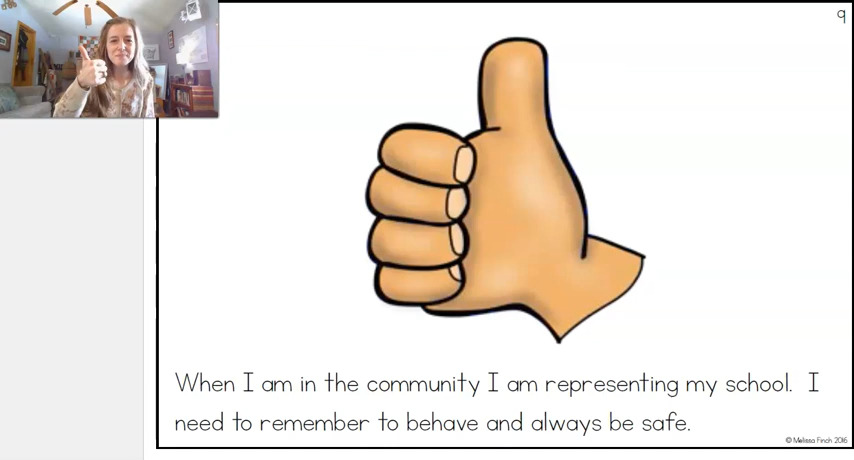 9
When I am in the community I am representing my school. I
need to remember to behave and always be safe.
© Melissa Finch 2016